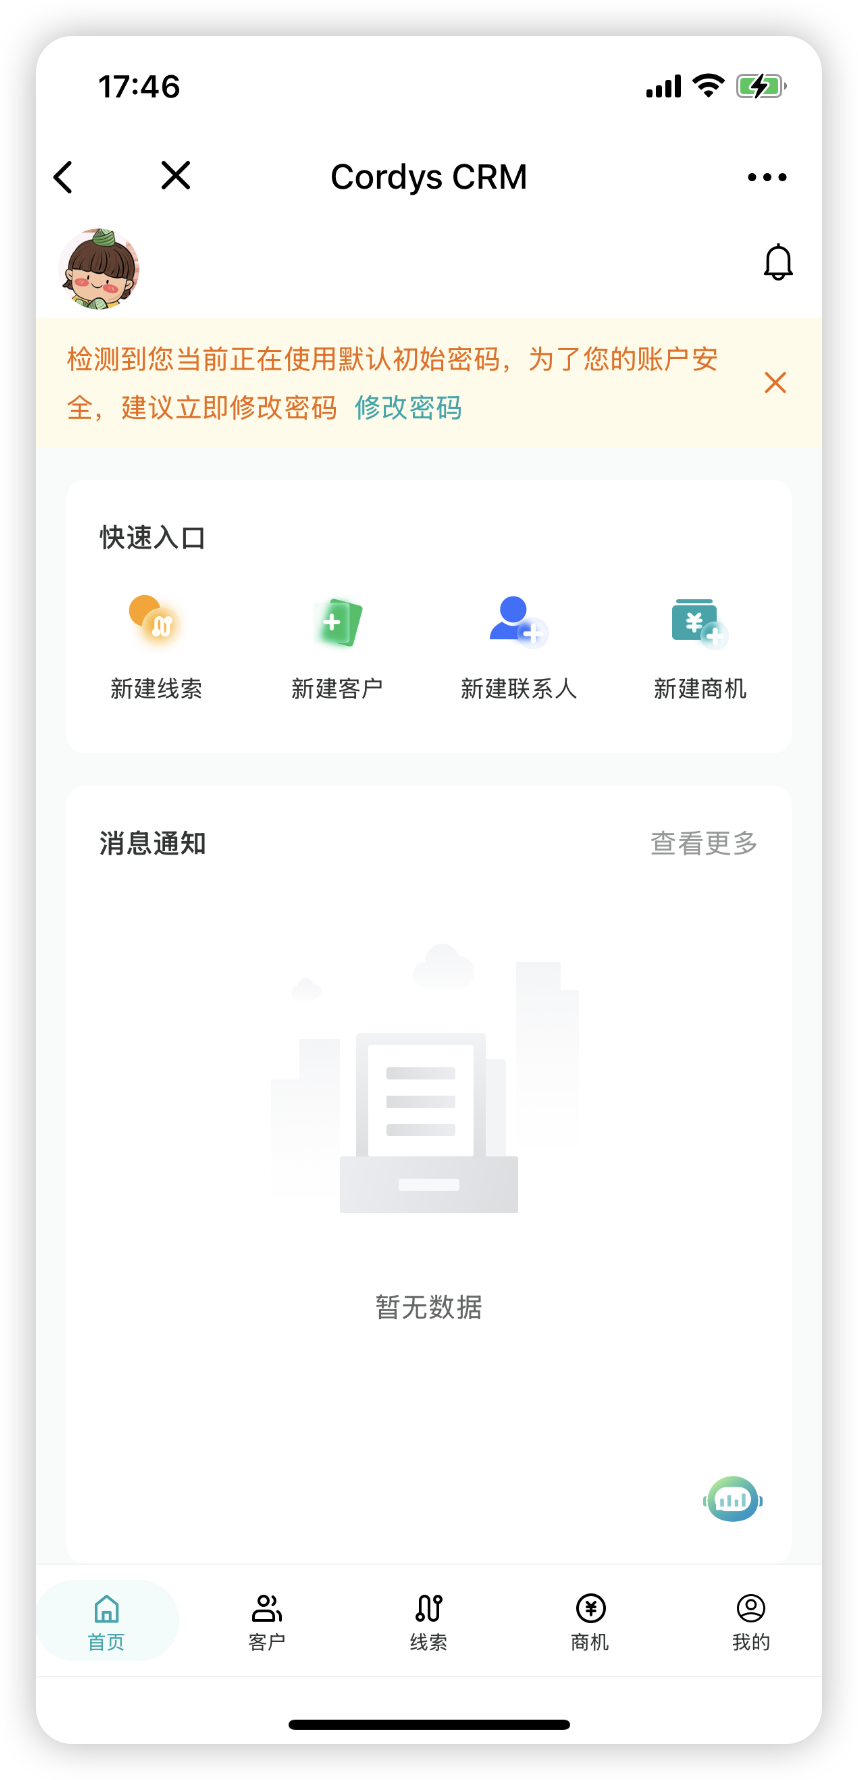 17:46
Cordys CRM
检测到您当前正在使用默认初始密码，为了您的账户安
全，建议立即修改密码 修改密码
快速入口
新建线索 新建客户 新建联系人 新建商机
消息通知 查看更多
暂无数据
首页 客户 线索 商机 我的